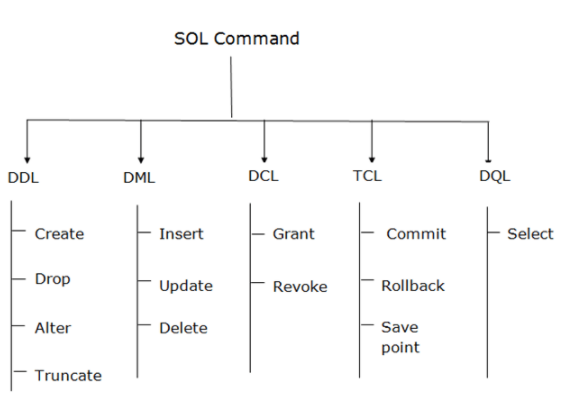 SOL Command
DDL
DML
DCL
TCL
DQL
Create
Drop
Alter
Truncate
Insert
Update
Delete
Grant
Revoke
Commit
Rollback
Save
point
Select